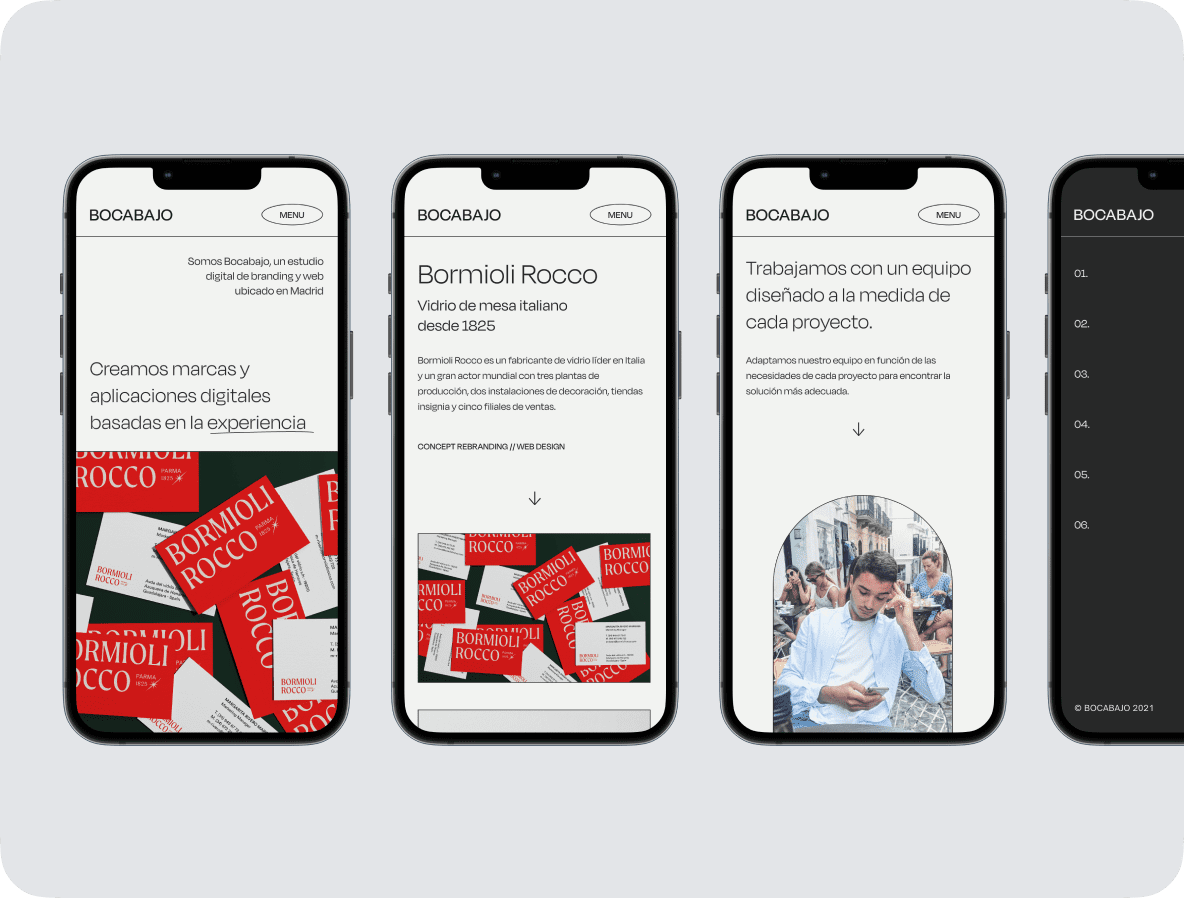 BOCABAJO
MENU
Somos Bocabajo, un estudio
digital de branding y web
ubicado en Madrid
Creamos marcas y
aplicaciones digitales
basadas en la experiencia
BORMIOLI
ROCCO
PARMA
1825
BORMIOLI
ROCCO
PARMA
1825
BORMIOLI
ROCCO
BORMIOLI
ROCCO
PARMA
1825
BORMIOLI
ROCCO
BOCABAJO
MENU
Bormioli Rocco
Vidrio de mesa italiano
desde 1825
Bormioli Rocco es un fabricante de vidrio líder en Italia
y un gran actor mundial con tres plantas de
producción, dos instalaciones de decoración, tiendas
insignia y cinco filiales de ventas.
CONCEPT REBRANDING // WEB DESIGN
ROCCO
BORMIOLI
ROCCO
BORMIOLI
ROCCO
BORMIOLI
ROCCO
BOCABAJO
MENU
Trabajamos con un equipo
diseñado a la medida de
cada proyecto.
Adaptamos nuestro equipo en función de las
necesidades de cada proyecto para encontrar la
solución más adecuada.
BOCABAJO
01.
02.
03.
04.
05.
06.
© BOCABAJO 2021